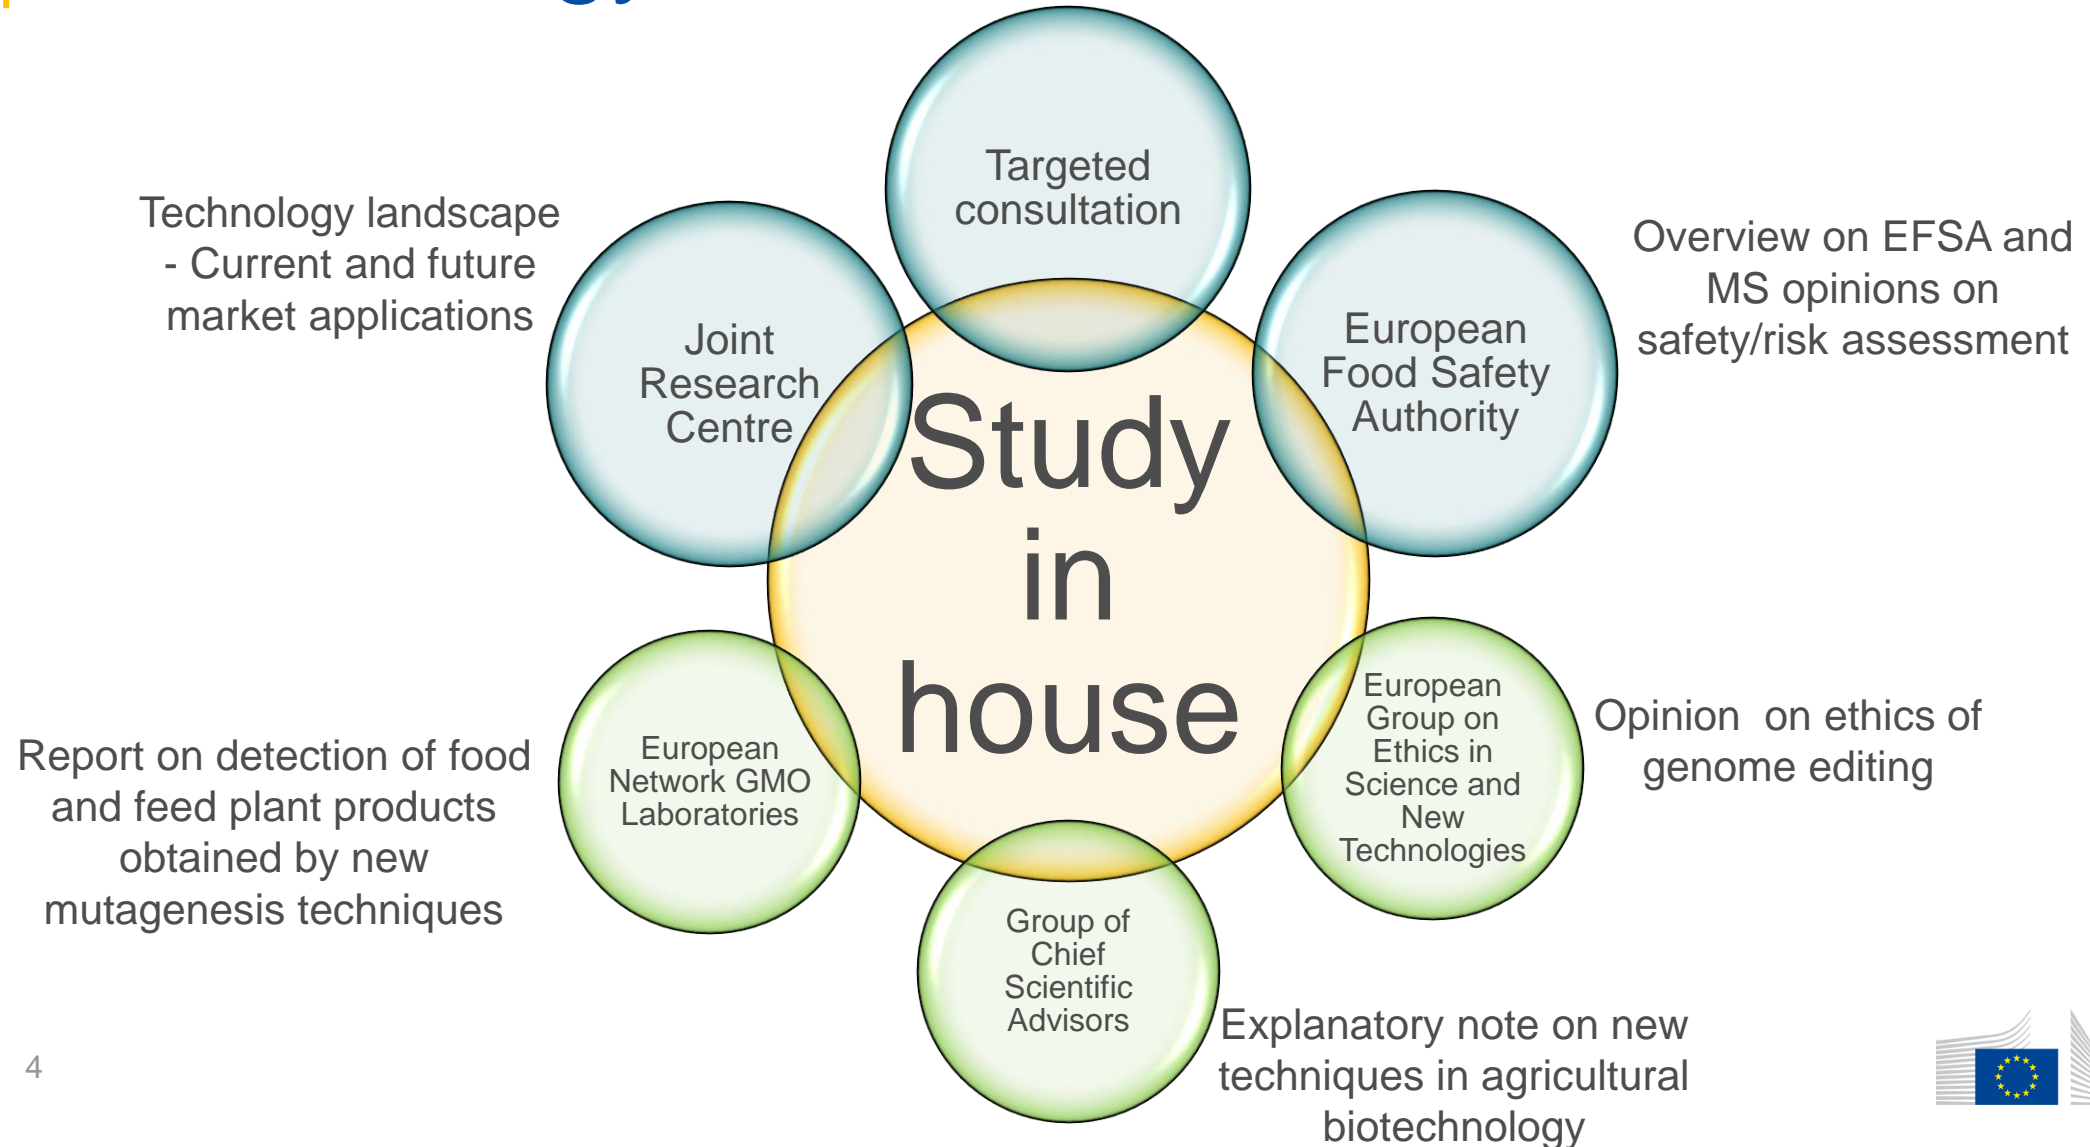 Targeted
consultation
Technology landscape
- Current and future
market applications
Joint
Research
Centre
European
Food Safety
Authority
Overview on EFSA and
MS opinions on
safety/risk assessment
Study
in
house
European
Network GMO
Laboratories
Report on detection of food
and feed plant products
obtained by new
mutagenesis techniques
European
Group on
Ethics in
Science and
New
Technologies
Opinion  on ethics of
genome editing
Group of
Chief
Scientific
Advisors
Explanatory note on new
techniques in agricultural
biotechnology
4